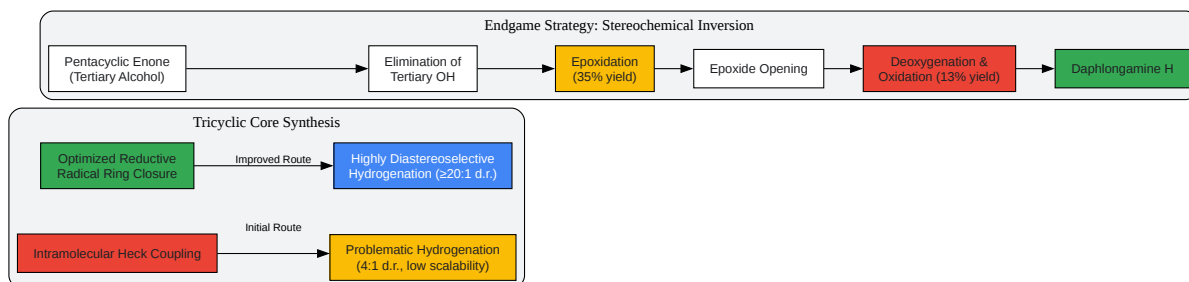 Endgame Strategy: Stereochemical Inversion
Pentacyclic Enone
(Tertiary Alcohol)
Elimination of
Tertiary OH
Epoxidation
(35% yield)
Epoxide Opening
Deoxygenation &
Oxidation (13% yield)
Daphlongamine H
Tricyclic Core Synthesis
Optimized Reductive
Radical Ring Closure
Improved Route
Highly Diastereoselective
Hydrogenation (≥20:1 d.r.)
Intramolecular Heck Coupling
Initial Route
Problematic Hydrogenation
(4:1 d.r., low scalability)